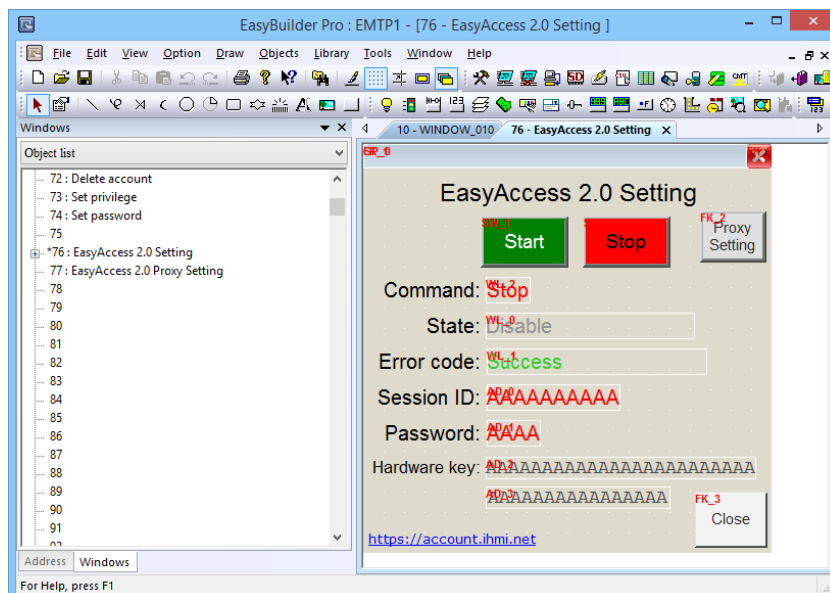 EasyBuilder Pro : EMTP1 - [76 - EasyAccess 2.0 Setting ]
File Edit View Option Draw Objects Library Tools Window Help
Windows
10 - WINDOW_010 76 - EasyAccess 2.0 Setting
Object list
72 : Delete account
73 : Set privilege
74 : Set password
75
*76 : EasyAccess 2.0 Setting
77 : EasyAccess 2.0 Proxy Setting
78
79
80
81
82
83
84
85
86
87
88
89
90
91
92
Address Windows
For Help, press F1
EasyAccess 2.0 Setting
SW_1
Start
Stop
FK_2
Proxy
Setting
Command: WL_2 Stop
State: WL_0 Disable
Error code: WL_1 Success
Session ID: AD_0 AAAAAAAAAA
Password: AD_1 AAAA
Hardware key: AD_2
AD_3
FK_3
Close
https://account.ihmi.net